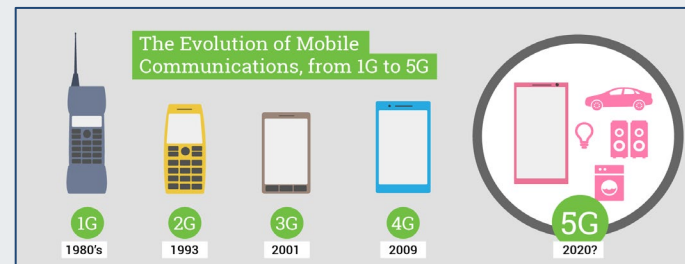 The Evolution of Mobile
Communications, from 1G to 5G
1G
1980's
2G
1993
3G
2001
4G
2009
5G
2020?